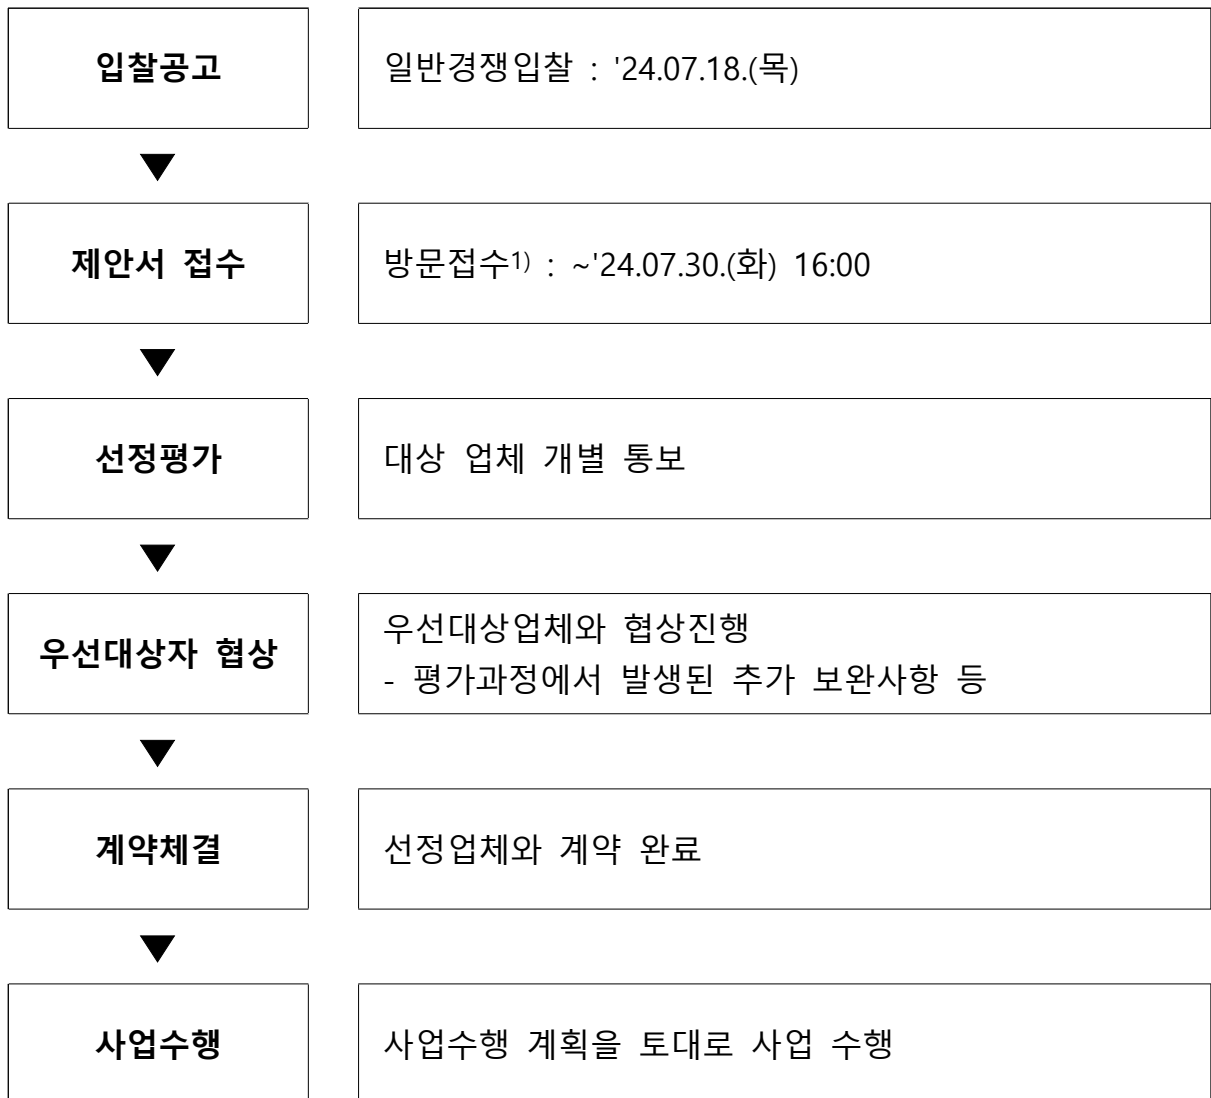 입찰공고
일반경쟁입찰 : '24.07.18.(목)
제안서 접수
방문접수1) : ~'24.07.30.(화) 16:00
선정평가
대상 업체 개별 통보
우선대상자 협상
우선대상업체와 협상진행
- 평가과정에서 발생된 추가 보완사항 등
계약체결
선정업체와 계약 완료
사업수행
사업수행 계획을 토대로 사업 수행